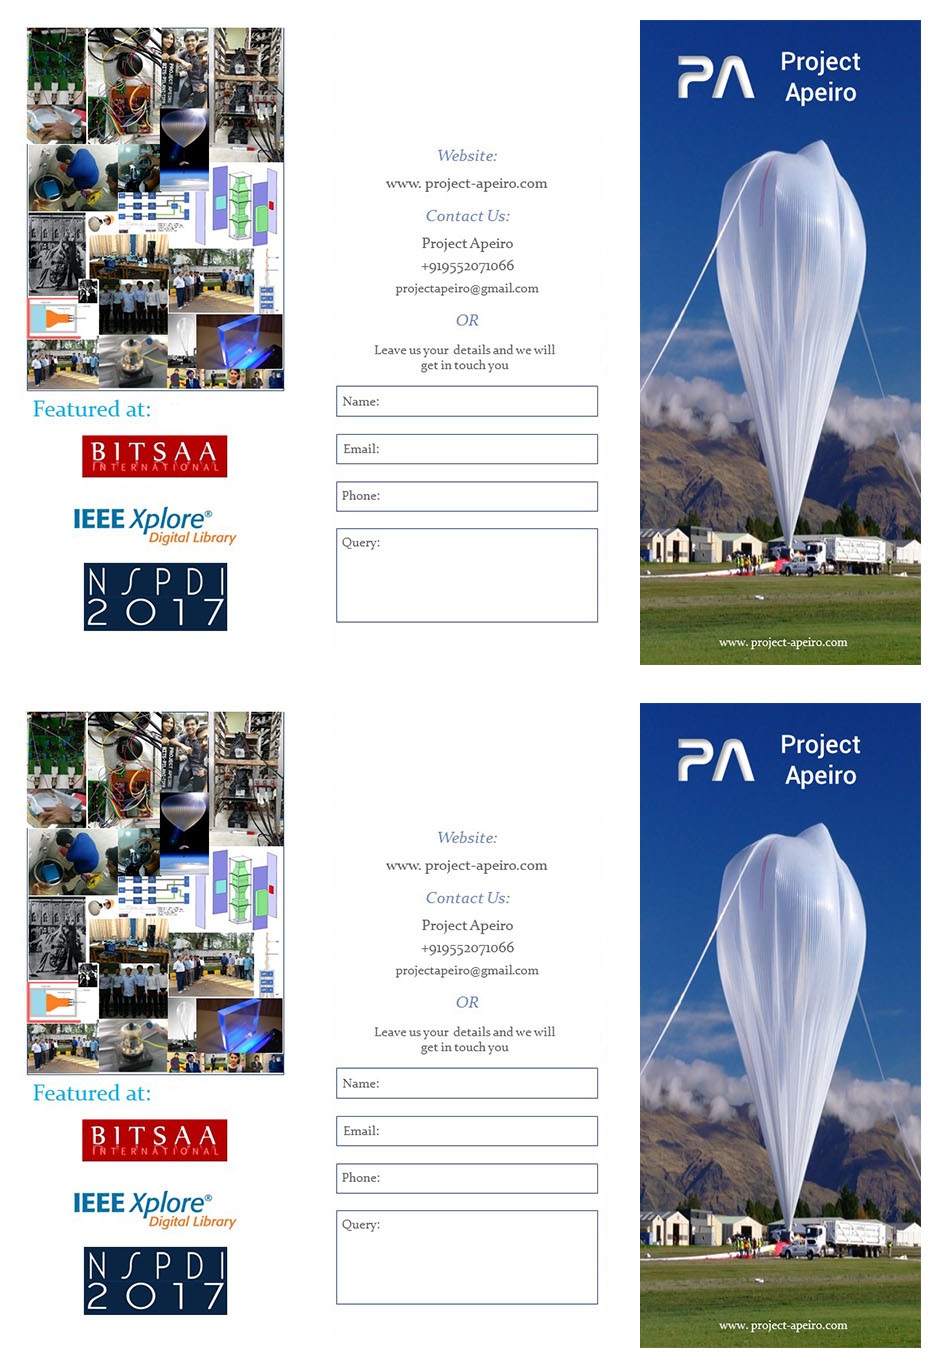 Featured at:
BITSAA
INTERNATIONAL
IEEE Xplore®
Digital Library
NSPDI
2017
Website:
www. project-apeiro.com
Contact Us:
Project Apeiro
+919552071066
projectapeiro@gmail.com
OR
Leave us your details and we will
get in touch you
Name:
Email:
Phone:
Query:
PA
Project
Apeiro
www. project-apeiro.com
Featured at:
BITSAA
INTERNATIONAL
IEEE Xplore®
Digital Library
NSPDI
2017
Website:
www. project-apeiro.com
Contact Us:
Project Apeiro
+919552071066
projectapeiro@gmail.com
OR
Leave us your details and we will
get in touch you
Name:
Email:
Phone:
Query:
PA
Project
Apeiro
www. project-apeiro.com